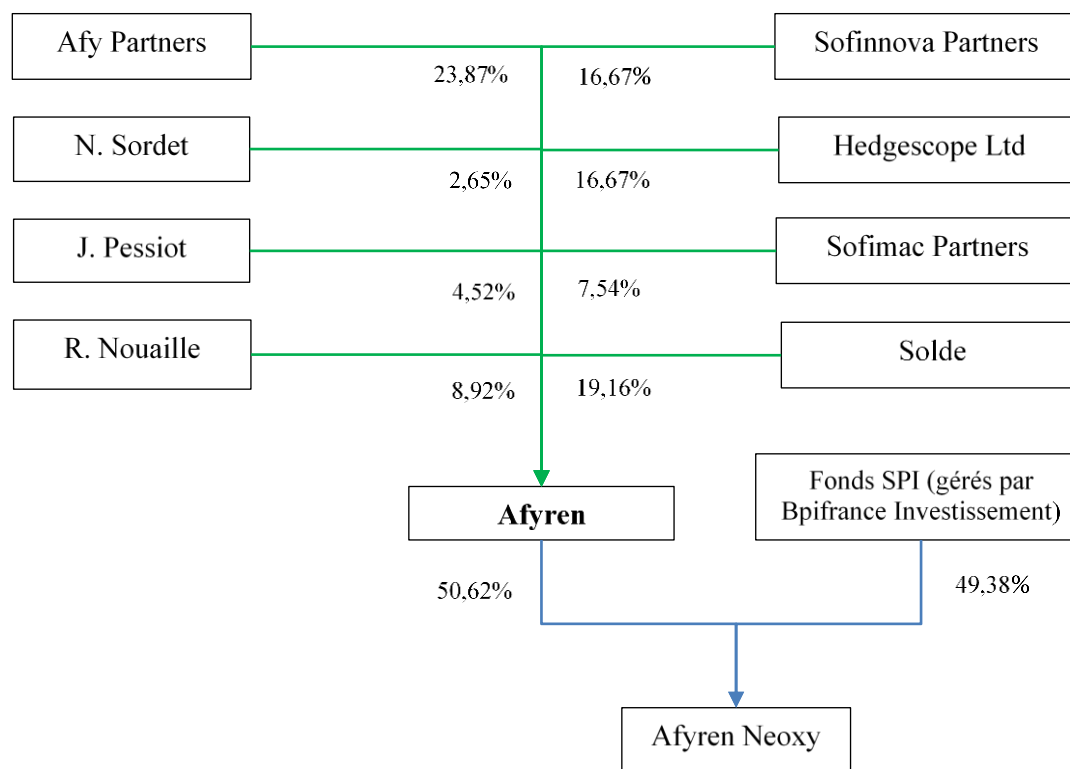 Afy Partners
Sofinnova Partners
23,87%
16,67%
N. Sordet
Hedgescope Ltd
2,65%
16,67%
J. Pessiot
Sofimac Partners
4,52%
7,54%
R. Nouaille
Solde
8,92%
19,16%
Afyren
Fonds SPI (gérés par
Bpifrance Investissement)
50,62%
49,38%
Afyren Neoxy